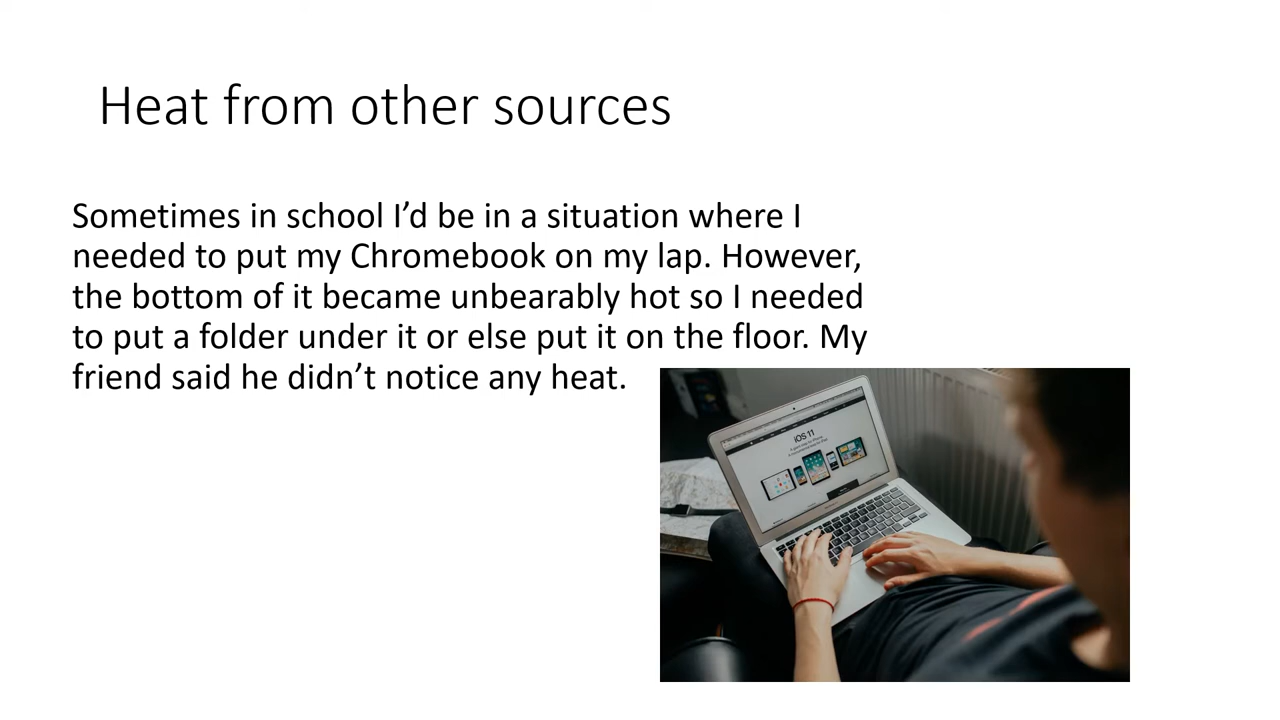 Heat from other sources
Sometimes in school I’d be in a situation where I
needed to put my Chromebook on my lap. However,
the bottom of it became unbearably hot so I needed
to put a folder under it or else put it on the floor. My
friend said he didn’t notice any heat.
iOS 11